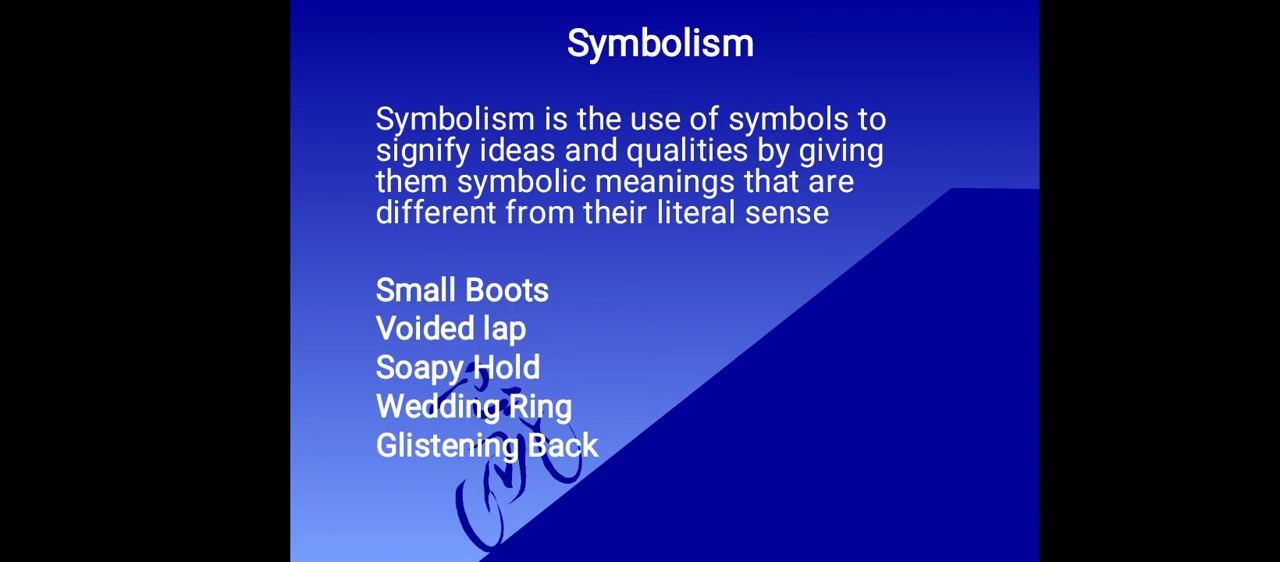 Symbolism
Symbolism is the use of symbols to
signify ideas and qualities by giving
them symbolic meanings that are
different from their literal sense
Small Boots
Voided lap
Soapy Hold
Wedding Ring
Glistening Back